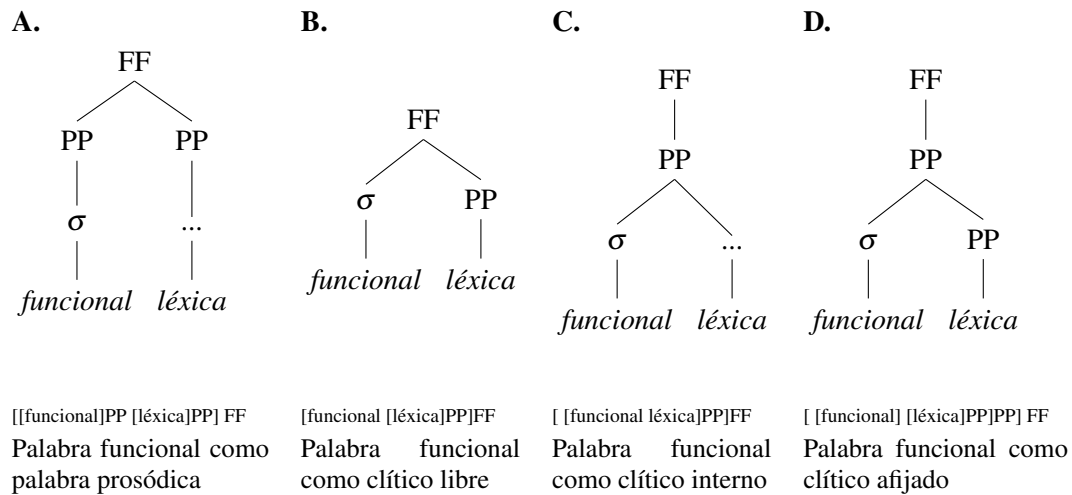 A.
FF
PP PP
σ ...
funcional léxica
[[funcional]PP [léxica]PP] FF
Palabra funcional como
palabra prosódica
B.
FF
σ PP
funcional léxica
[funcional [léxica]PP]FF
Palabra funcional
como clítico libre
C.
FF
PP
σ ...
funcional léxica
[ [funcional léxica]PP]FF
Palabra funcional
como clítico interno
D.
FF
PP
σ PP
funcional léxica
[ [funcional] [léxica]PP]PP] FF
Palabra funcional como
clítico afijado